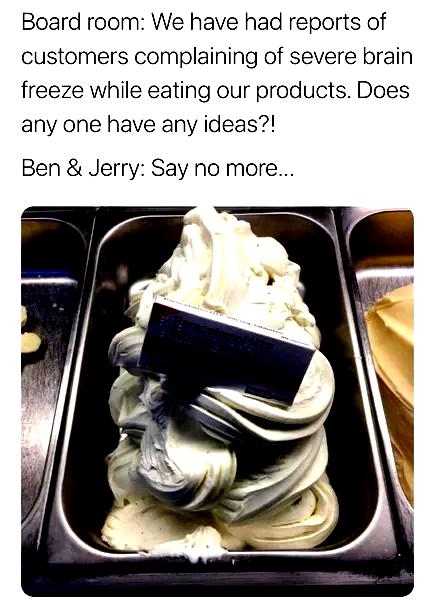 Board room: We have had reports of
customers complaining of severe brain
freeze while eating our products. Does
any one have any ideas?!
Ben & Jerry: Say no more...